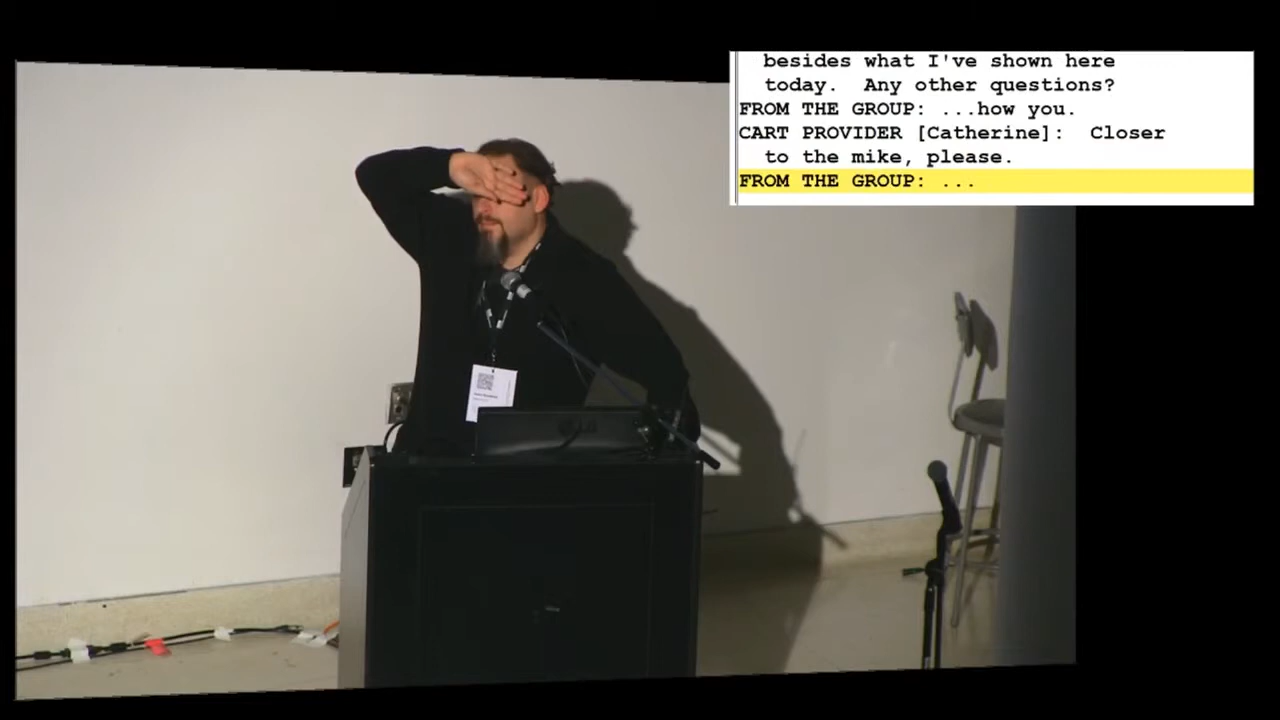 besides what I've shown here
today. Any other questions?
FROM THE GROUP: ...how you.
CART PROVIDER [Catherine]: Closer
to the mike, please.
FROM THE GROUP: ...